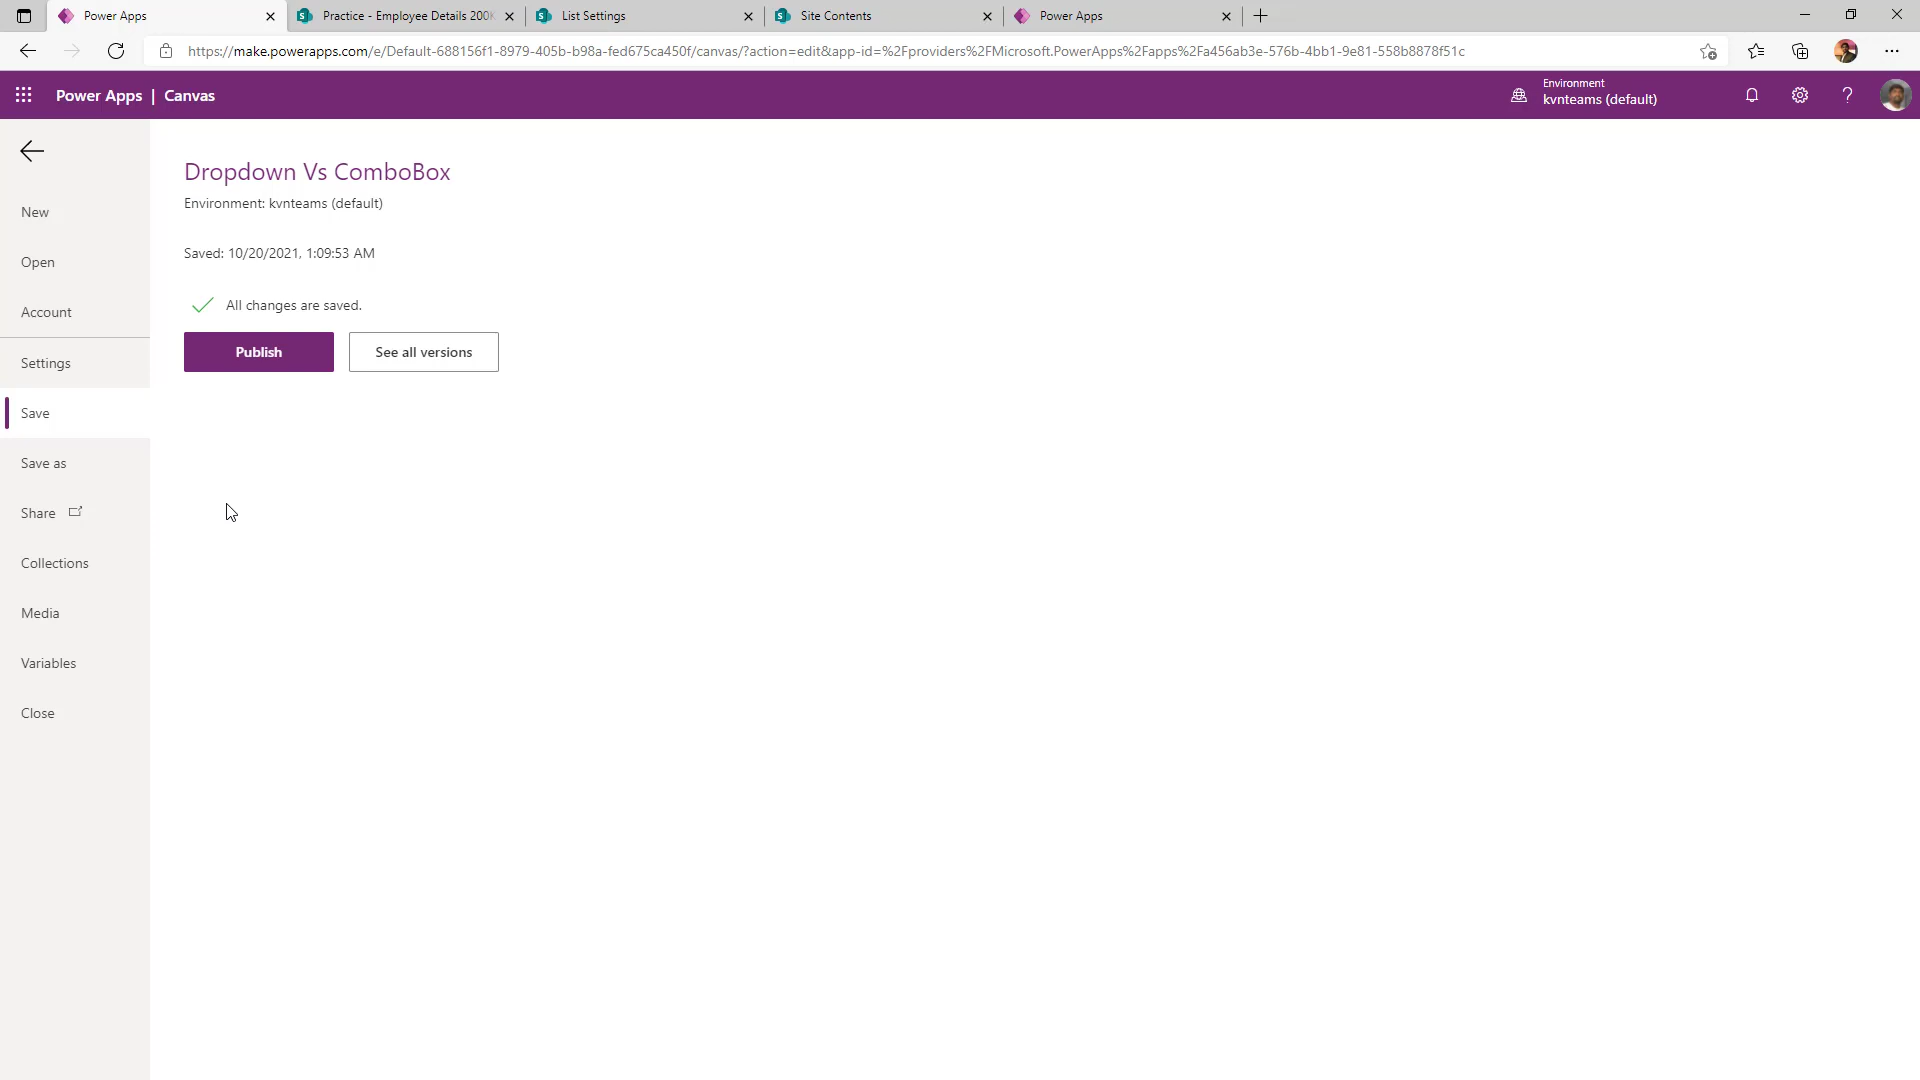 Power Apps
Practice - Employee Details 200K
List Settings
Site Contents
Power Apps
https://make.powerapps.com/e/Default-688156f1-8979-405b-b98a-fed675ca450f/canvas/?action=edit&app-id=%2Fproviders%2FMicrosoft.PowerApps%2Fapps%2Fa456ab3e-576b-4bb1-9e81-558b8878f51c
Power Apps | Canvas
Environment
kvnteams (default)
New
Open
Account
Settings
Save
Save as
Share
Collections
Media
Variables
Close
Dropdown Vs ComboBox
Environment: kvnteams (default)
Saved: 10/20/2021, 1:09:53 AM
All changes are saved.
Publish
See all versions